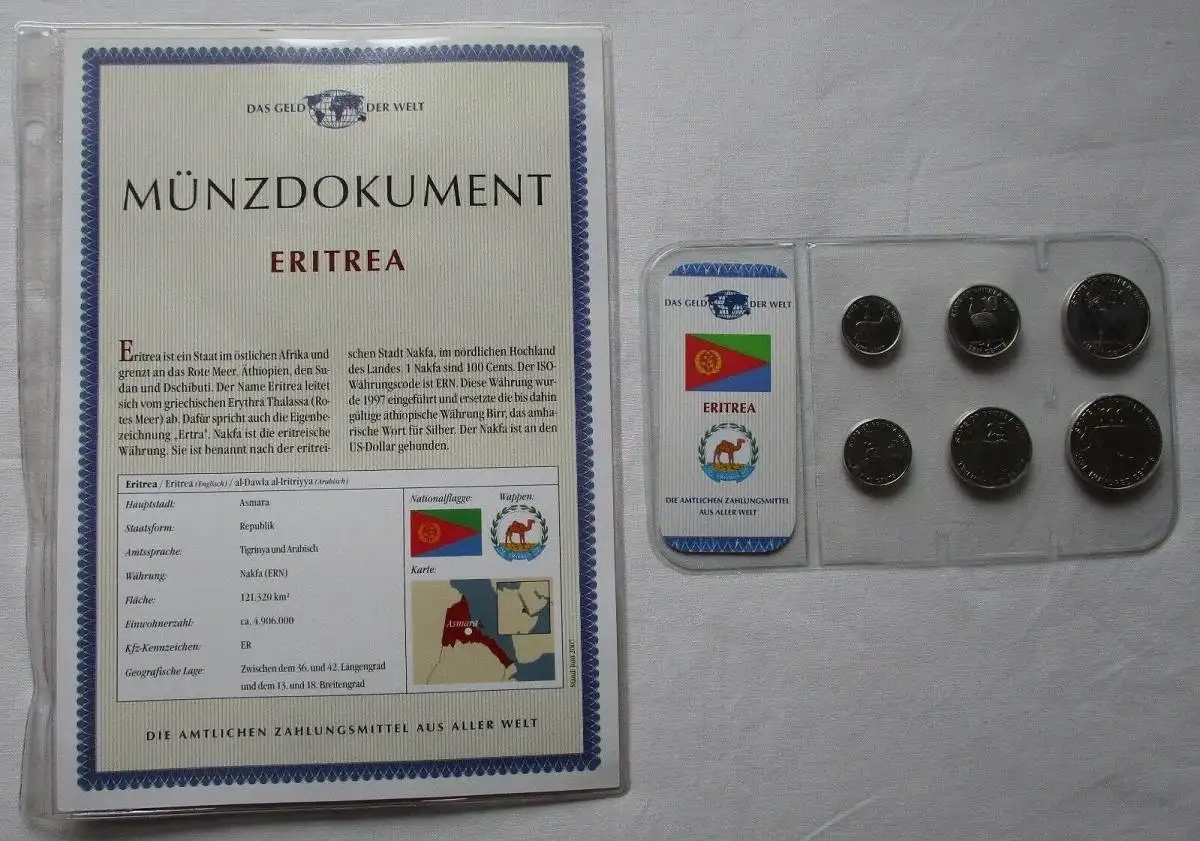 DAS GELD DER WELT
MÜNZDOKUMENT
ERITREA
Eritrea ist ein Staat im östlichen Afrika und
grenzt an das Rote Meer, Äthiopien, den Su-
dan und Dschibuti. Der Name Eritrea leitet
sich vom griechischen Erythrá Thalassa (Ro-
tes Meer) ab. Dafür spricht auch die Eigenbe-
zeichnung „Ertra". Nakfa ist die eritreische
Währung. Sie ist benannt nach der eritrei-
schen Stadt Nakfa, im nördlichen Hochland
des Landes. 1 Nakfa sind 100 Cents. Der ISO-
Währungscode ist ERN. Diese Währung wur-
de 1997 eingeführt und ersetzte die bis dahin
gültige äthiopische Währung Birr, das amha-
rische Wort für Silber. Der Nakfa ist an den
US-Dollar gebunden.
Eritrea / Eritrea (Englisch) / al-Dawla al-Iritriyya (Arabisch)
Hauptstadt: Asmara
Staatsform: Republik
Amtssprache: Tigrinya und Arabisch
Währung: Nakfa (ERN)
Fläche: 121.320 km²
Einwohnerzahl: ca. 4.906.000
Kfz-Kennzeichen: ER
Geografische Lage: Zwischen dem 36. und 42. Längengrad
und dem 13. und 18. Breitengrad
Nationalflagge: Wappen:
Karte:
Asmara
Stand: Juni 2007
DIE AMTLICHEN ZAHLUNGSMITTEL AUS ALLER WELT
DAS GELD DER WELT
ERITREA
DIE AMTLICHEN ZAHLUNGSMITTEL
AUS ALLER WELT